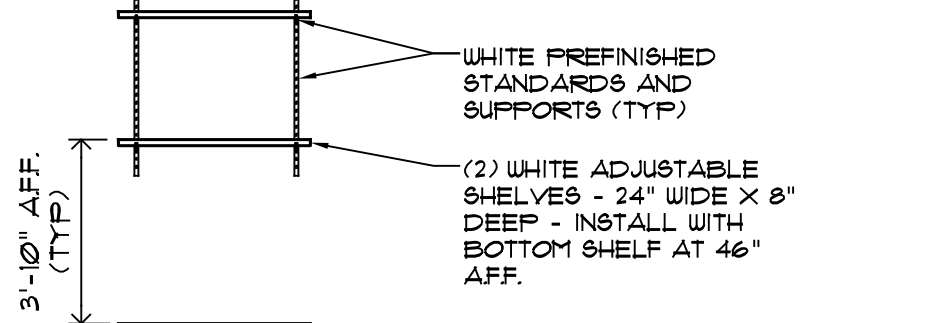 WHITE PREFINISHED
STANDARDS AND
SUPPORTS (TYP)
(2) WHITE ADJUSTABLE
SHELVES - 24" WIDE X 8"
DEEP - INSTALL WITH
BOTTOM SHELF AT 46"
A.F.F.
3'-10" A.F.F.
(TYP)